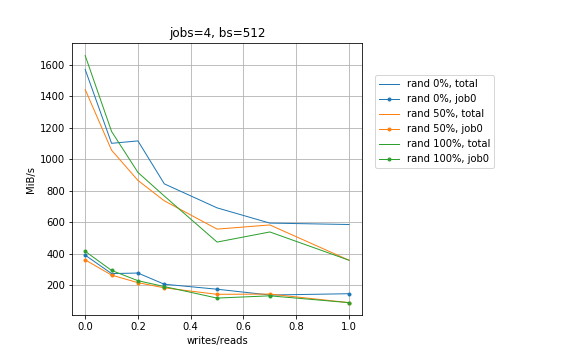 jobs=4, bs=512
1600
1400
1200
1000
800
600
400
200
MiB/s
0.0 0.2 0.4 0.6 0.8 1.0
writes/reads
rand 0%, total
rand 0%, job0
rand 50%, total
rand 50%, job0
rand 100%, total
rand 100%, job0